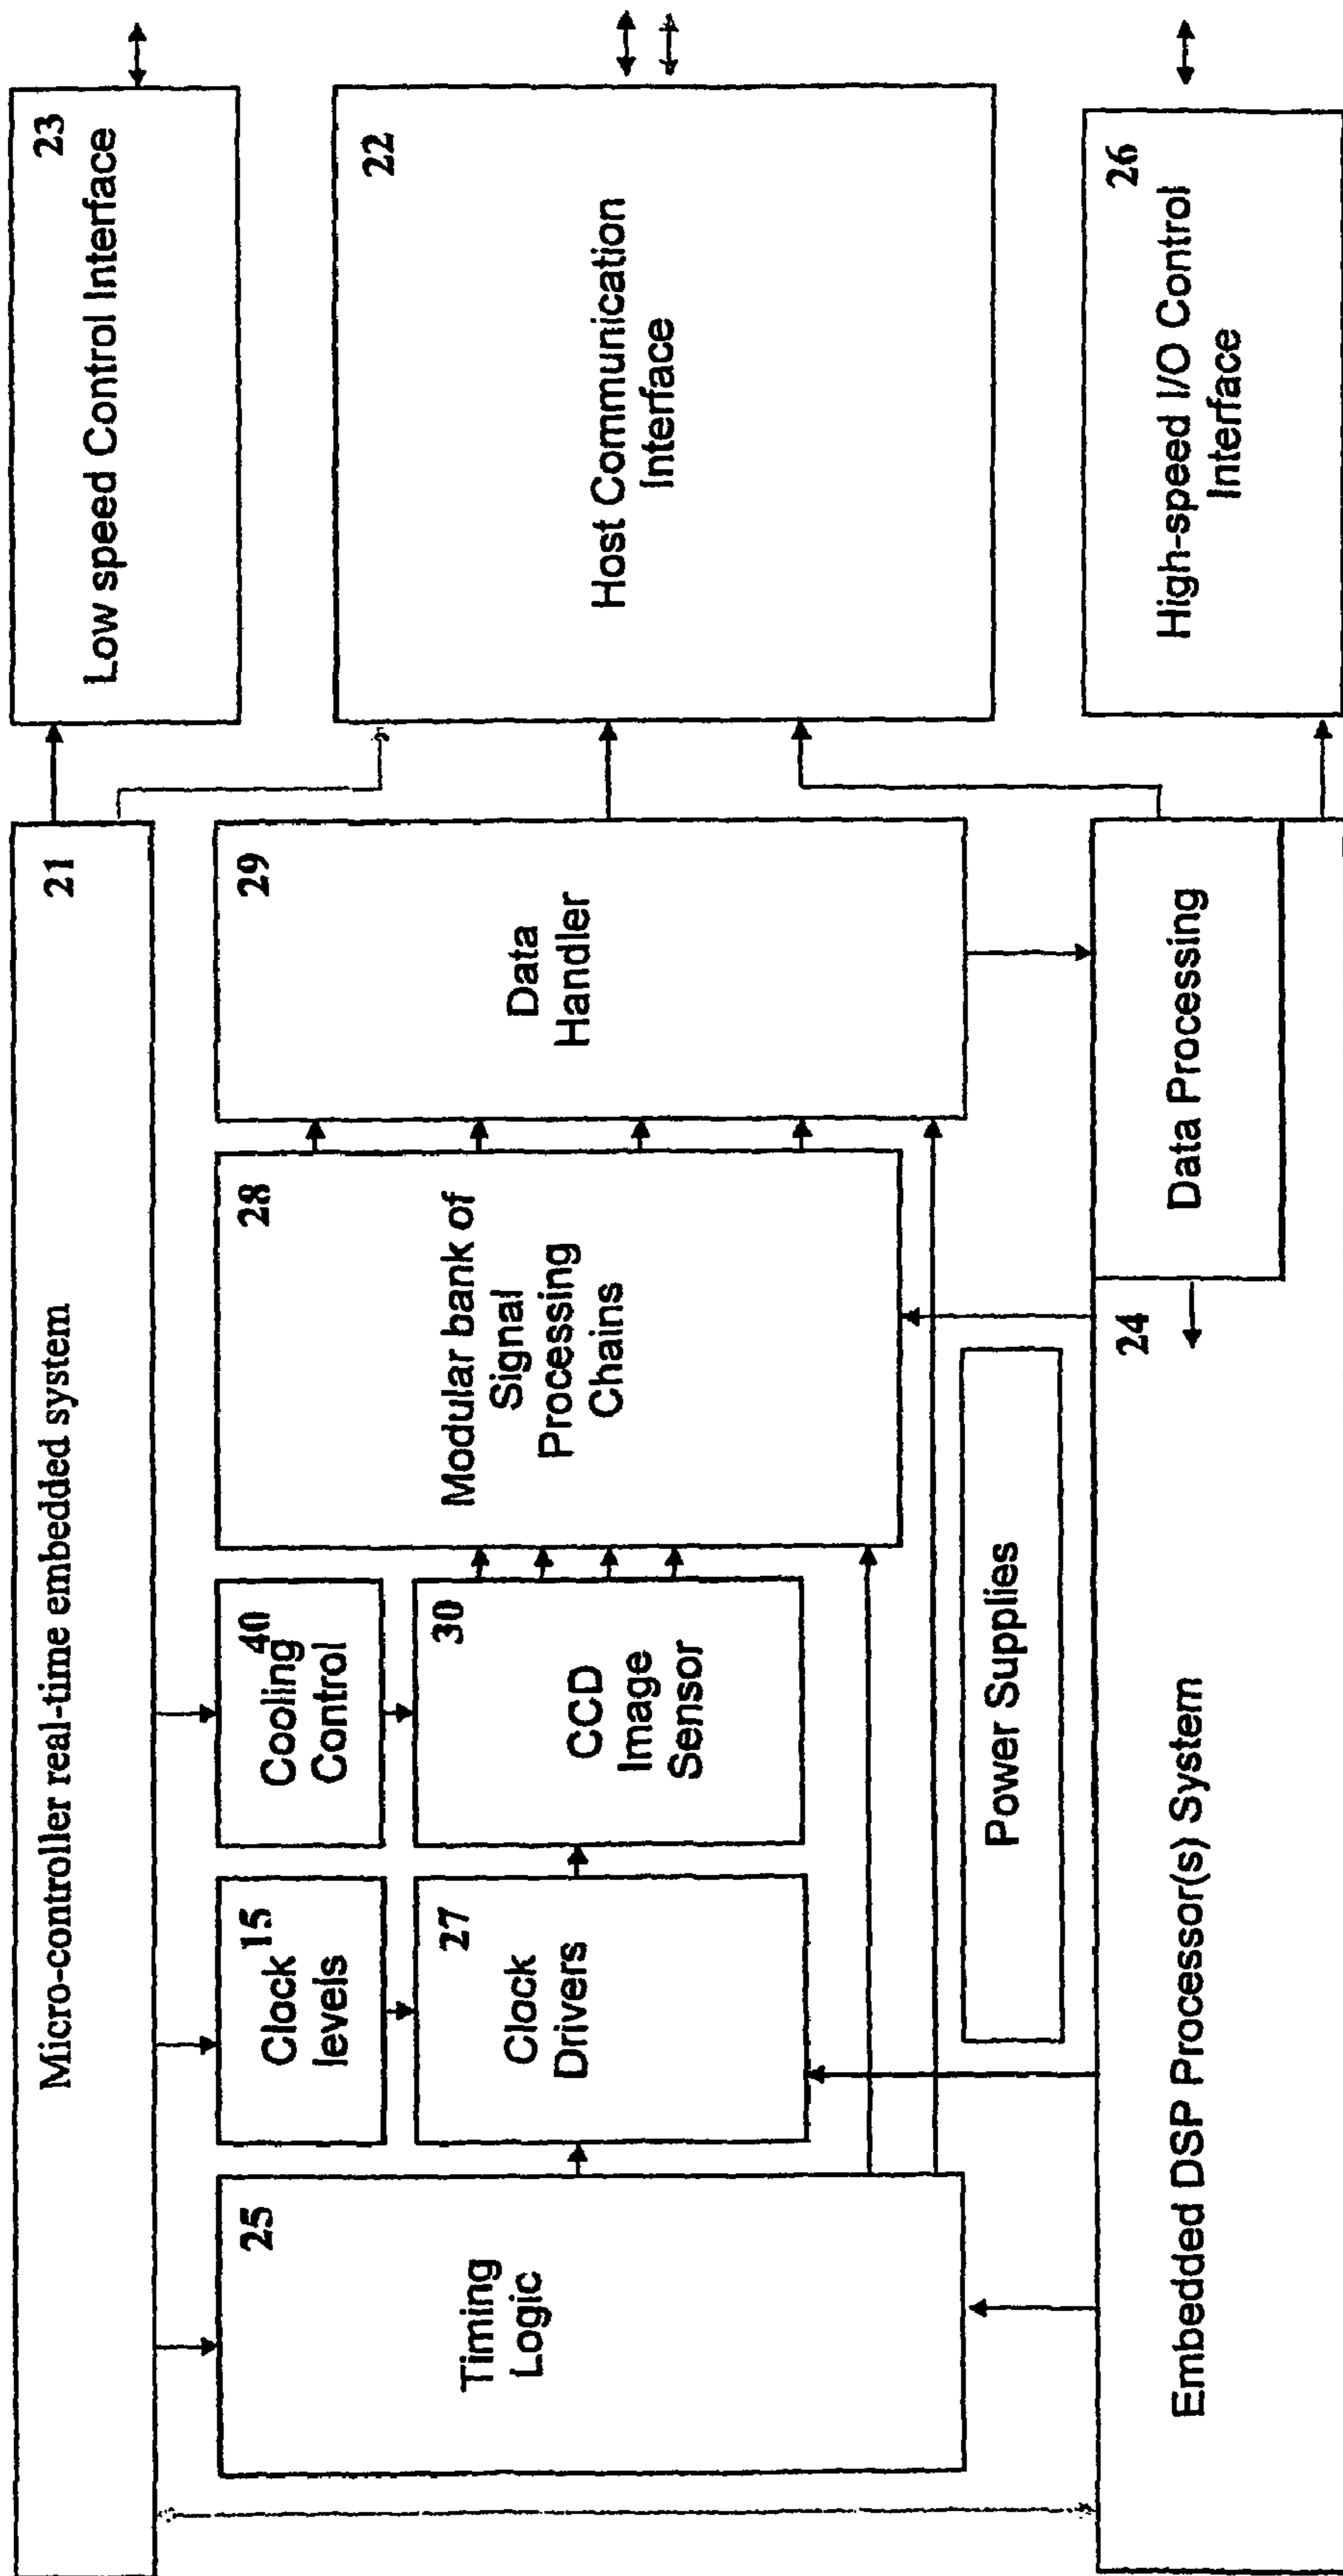 Micro-controller real-time embedded system
21
Low speed Control Interface
23
Timing
Logic
25
Clock
levels
15
Clock
Drivers
27
Cooling
Control
40
CCD
Image
Sensor
30
Modular bank of
Signal
Processing
Chains
28
Data
Handler
29
Host Communication
Interface
22
Power Supplies
Embedded DSP Processor(s) System
24
Data Processing
High-speed I/O Control
Interface
26